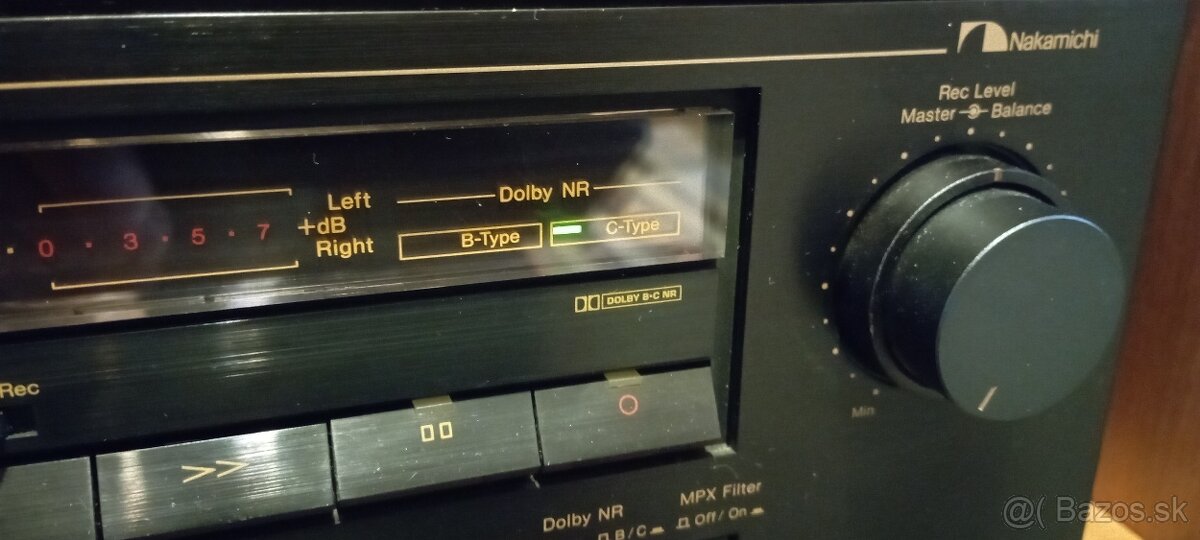 Nakamichi
Rec Level
Master Balance
Left
+dB
Right
0 · 3 · 5 · 7
Dolby NR
B-Type
C-Type
DOLBY B·C NR
Rec
Min
MPX Filter
Off / On
Dolby NR
B / C
@( Bazos.sk